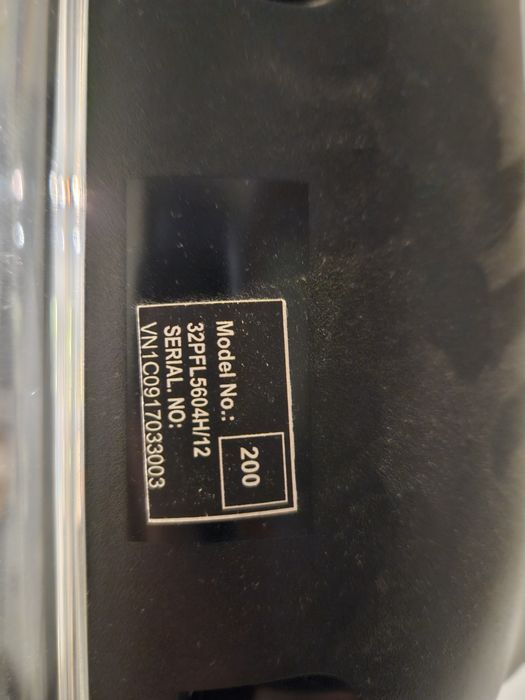 Model No.:
200
32PFL5604H/12
SERIAL. NO:
VN1C0917033003